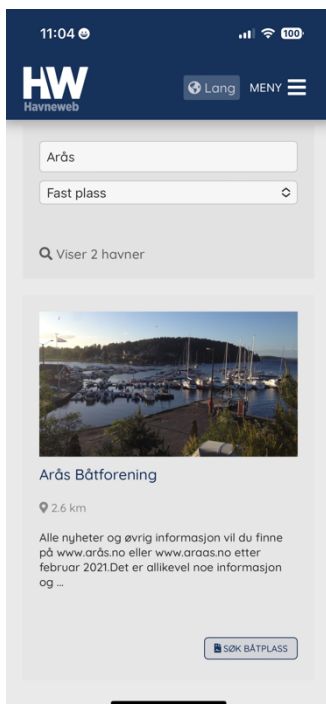 11:04
100
HW
Havneweb
Lang
MENY
Arås
Fast plass
Viser 2 havner
Arås Båtforening
2.6 km
Alle nyheter og øvrig informasjon vil du finne
på www.arås.no eller www.araas.no etter
februar 2021.Det er allikevel noe informasjon
og ...
SØK BÅTPLASS